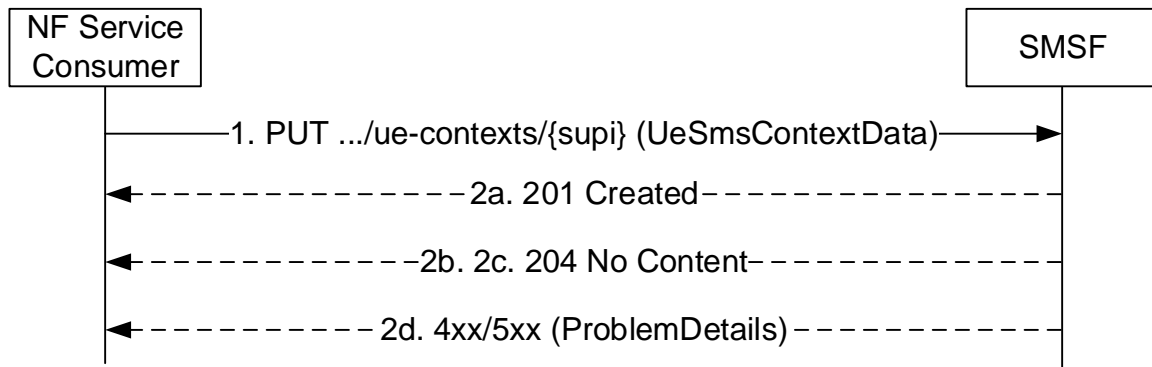 NF Service
Consumer
SMSF
1. PUT .../ue-contexts/{supi} (UeSmsContextData)
2a. 201 Created
2b. 2c. 204 No Content
2d. 4xx/5xx (ProblemDetails)